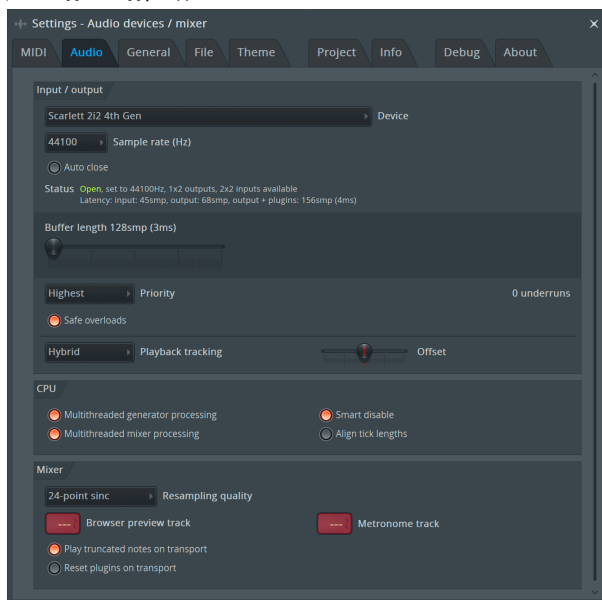 Settings - Audio devices / mixer
MIDI Audio General File Theme Project Info Debug About
Input / output
Scarlett 2i2 4th Gen Device
44100 Sample rate (Hz)
Auto close
Status Open, set to 44100Hz, 1x2 outputs, 2x2 inputs available
Latency: input: 45smp, output: 68smp, output + plugins: 156smp (4ms)
Buffer length 128smp (3ms)
Highest Priority 0 underruns
Safe overloads
Hybrid Playback tracking Offset
CPU
Multithreaded generator processing Smart disable
Multithreaded mixer processing Align tick lengths
Mixer
24-point sinc Resampling quality
--- Browser preview track --- Metronome track
Play truncated notes on transport
Reset plugins on transport